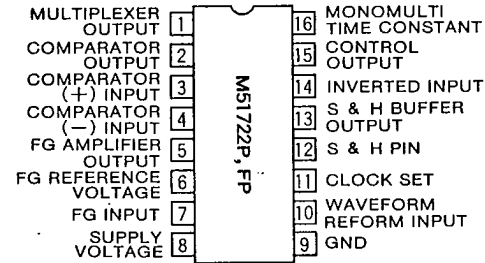 MULTIPLEXER
OUTPUT 1
COMPARATOR
OUTPUT 2
COMPARATOR
(+) INPUT 3
COMPARATOR
(−) INPUT 4
FG AMPLIFIER
OUTPUT 5
FG REFERENCE
VOLTAGE 6
FG INPUT 7
SUPPLY
VOLTAGE 8
M51722P, FP
16 MONOMULTI
TIME CONSTANT
15 CONTROL
OUTPUT
14 INVERTED INPUT
13 S & H BUFFER
OUTPUT
12 S & H PIN
11 CLOCK SET
10 WAVEFORM
REFORM INPUT
9 GND